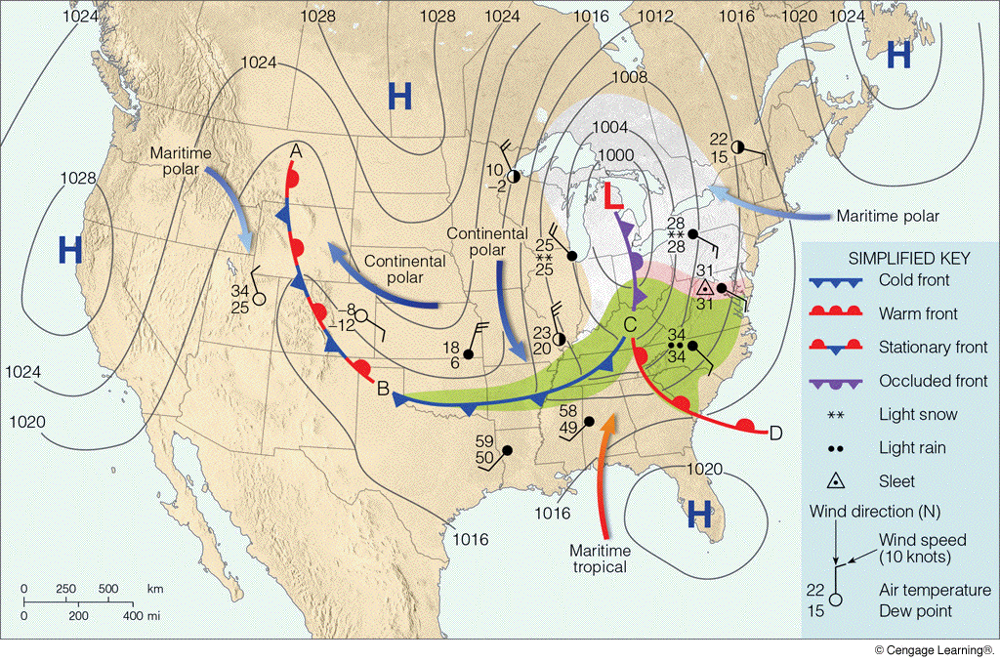 1024
1028
1028
1024
1016
1012
1016
1020
1024
H
1024
H
1008
1004
Maritime
polar
A
1000
22
15
10
–2
1028
L
Maritime polar
H
Continental
polar
25
**
25
28
**
28
Continental
polar
31
31
34
25
–8
–12
C
23
20
34
••
34
18
6
1024
B
1020
58
49
D
59
50
1020
H
1016
1016
Maritime
tropical
0 250 500 km
0 200 400 mi
SIMPLIFIED KEY
Cold front
Warm front
Stationary front
Occluded front
** Light snow
•• Light rain
Sleet
Wind direction (N)
Wind speed
(10 knots)
22 Air temperature
15 Dew point
© Cengage Learning®.